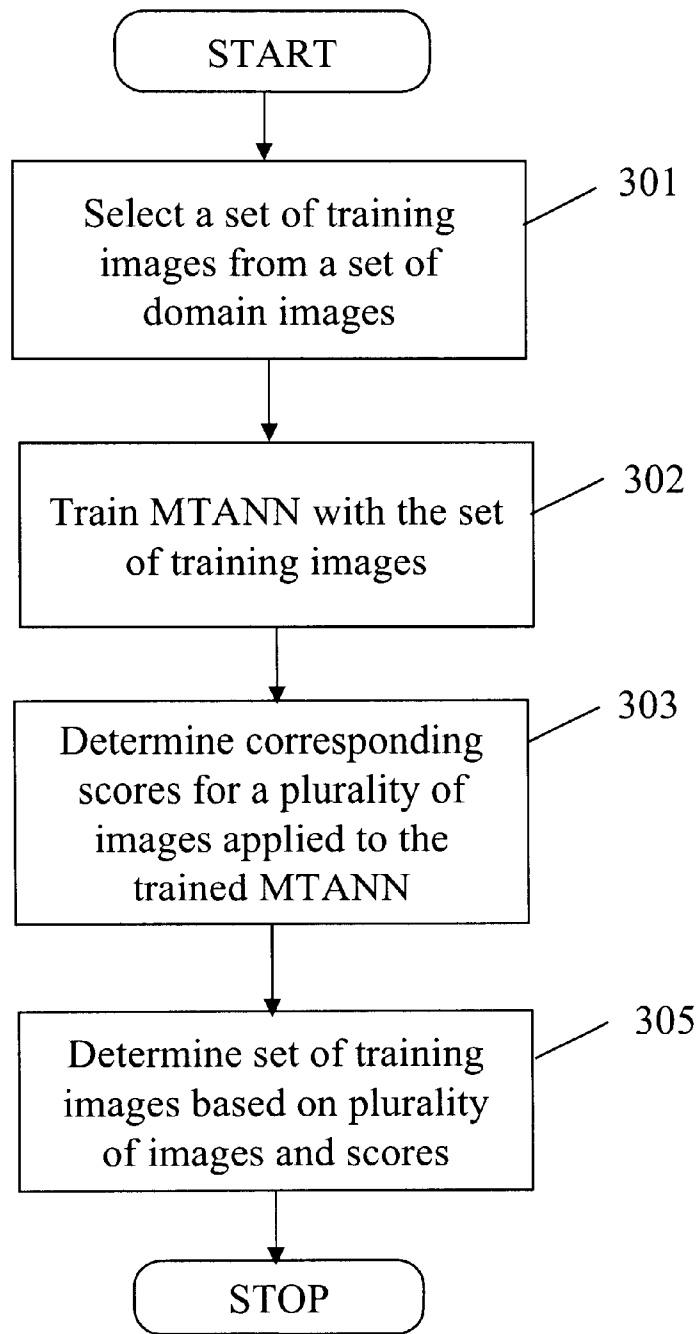 START
Select a set of training
images from a set of
domain images
301
Train MTANN with the set
of training images
302
Determine corresponding
scores for a plurality of
images applied to the
trained MTANN
303
Determine set of training
images based on plurality
of images and scores
305
STOP